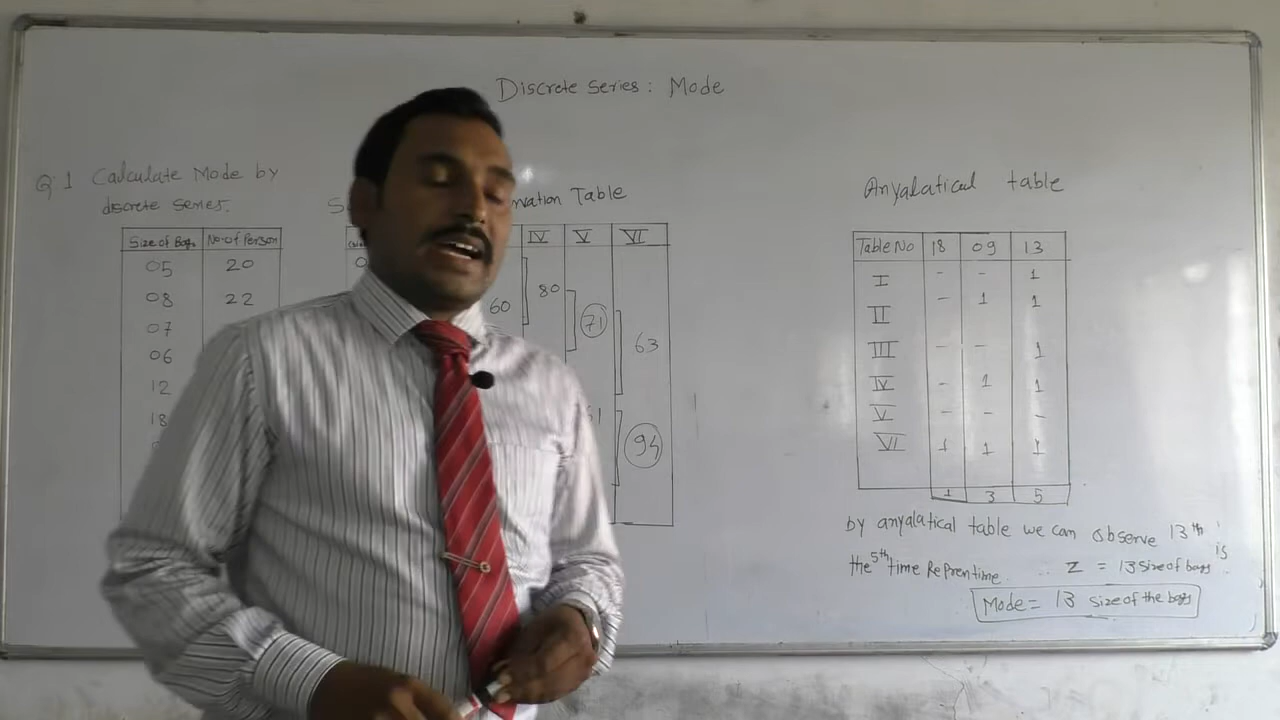 Discrete series: Mode
Q.1 Calculate Mode by
discrete series.
Size of Bags No. of Person
05 20
08 22
07
06
12
18
Table
IV V VI
60 80 71 63
94
Anyalatical table
Table No 18 09 13
I - - 1
II - 1 1
III - - 1
IV - 1 1
V - - -
VI 1 1 1
1 3 5
by anyalatical table we can observe 13th is
the 5th time
Z = 13 size of bags
Mode = 13 size of the bags